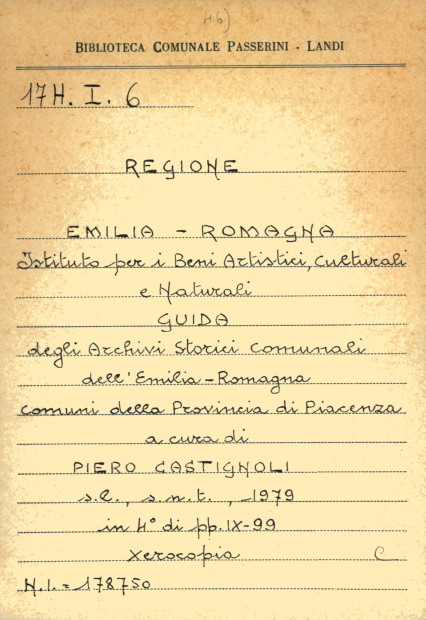 46)
BIBLIOTECA COMUNALE PASSERINI - LANDI
17H. I. 6
REGIONE
EMILIA - ROMAGNA
Istituto per i Beni Artistici, Culturali
e Naturali
GUIDA
degli Archivi Storici Comunali
dell'Emilia-Romagna
comuni della Provincia di Piacenza
a cura di
PIERO CASTIGNOLI
s.l., s.n.t., 1979
in 4° di pp. IX-99
xerocopia C
N.I. = 178750